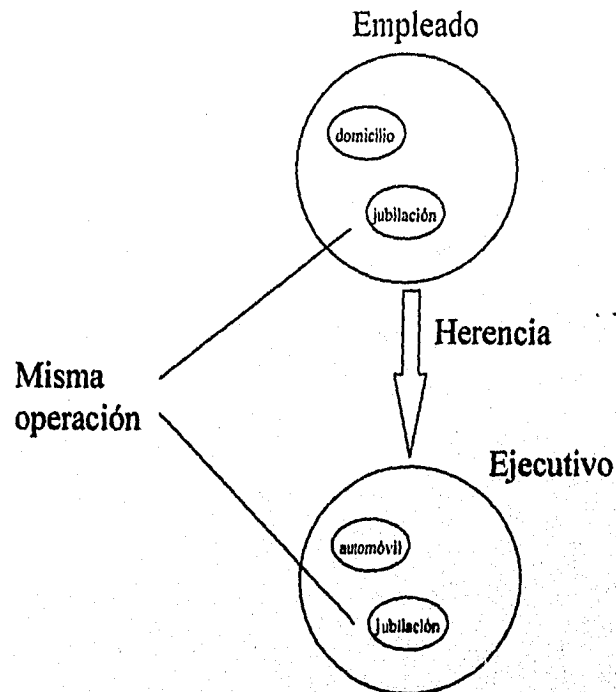 Empleado
domicilio
jubilación
Herencia
Misma
operación
Ejecutivo
automóvil
Jubilación